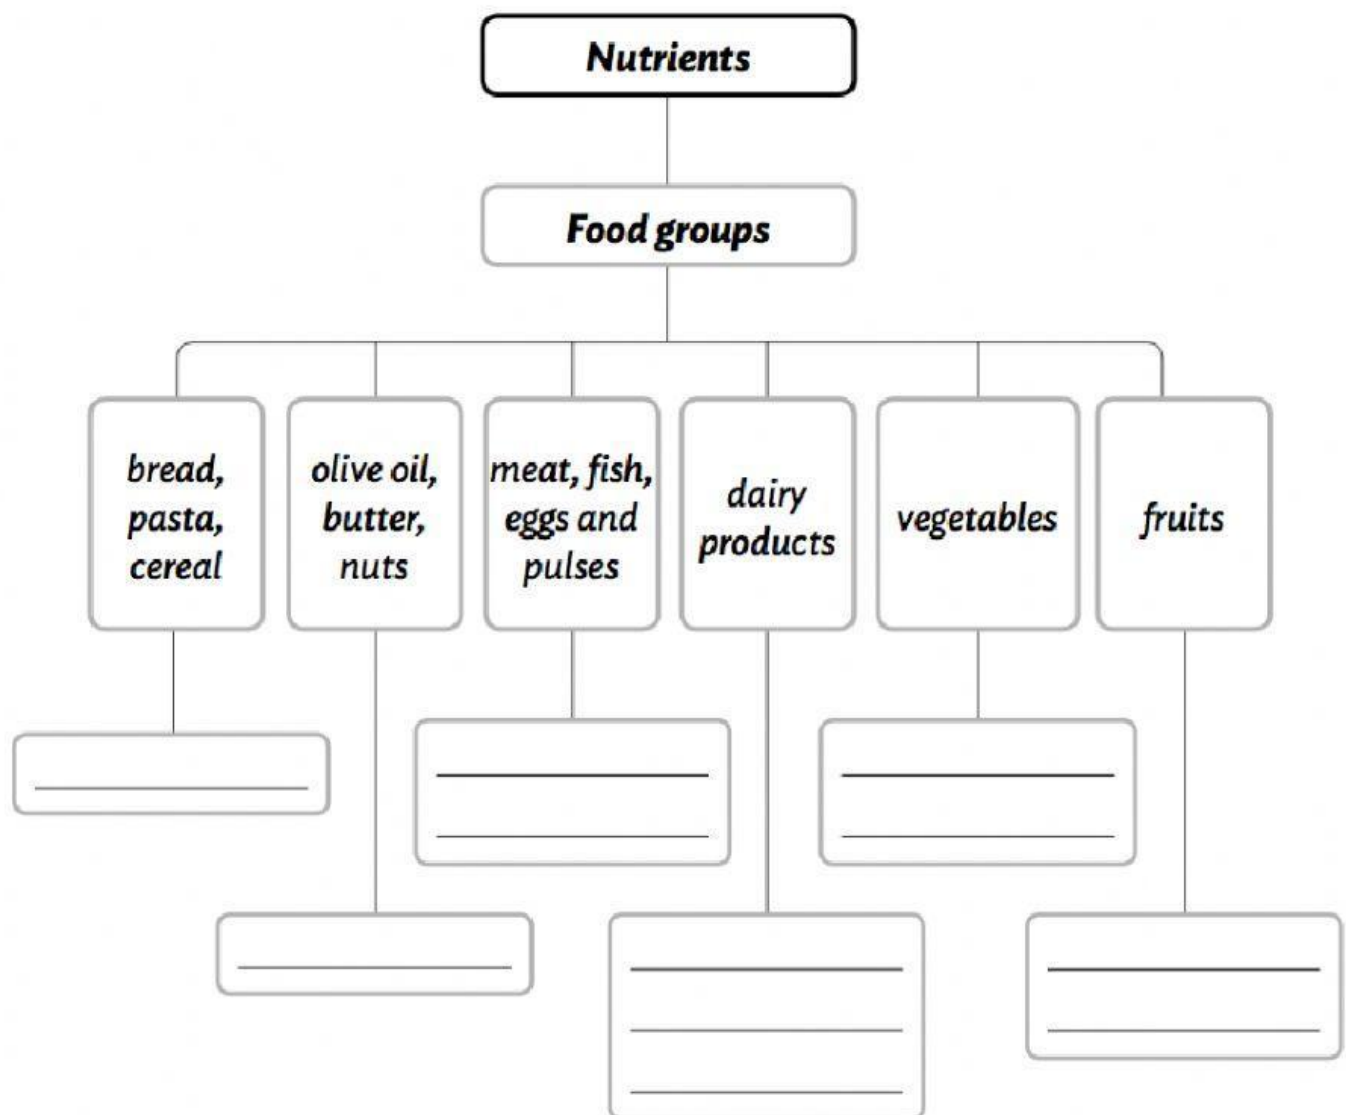 Nutrients
Food groups
bread,
pasta,
cereal
olive oil,
butter,
nuts
meat, fish,
eggs and
pulses
dairy
products
vegetables
fruits